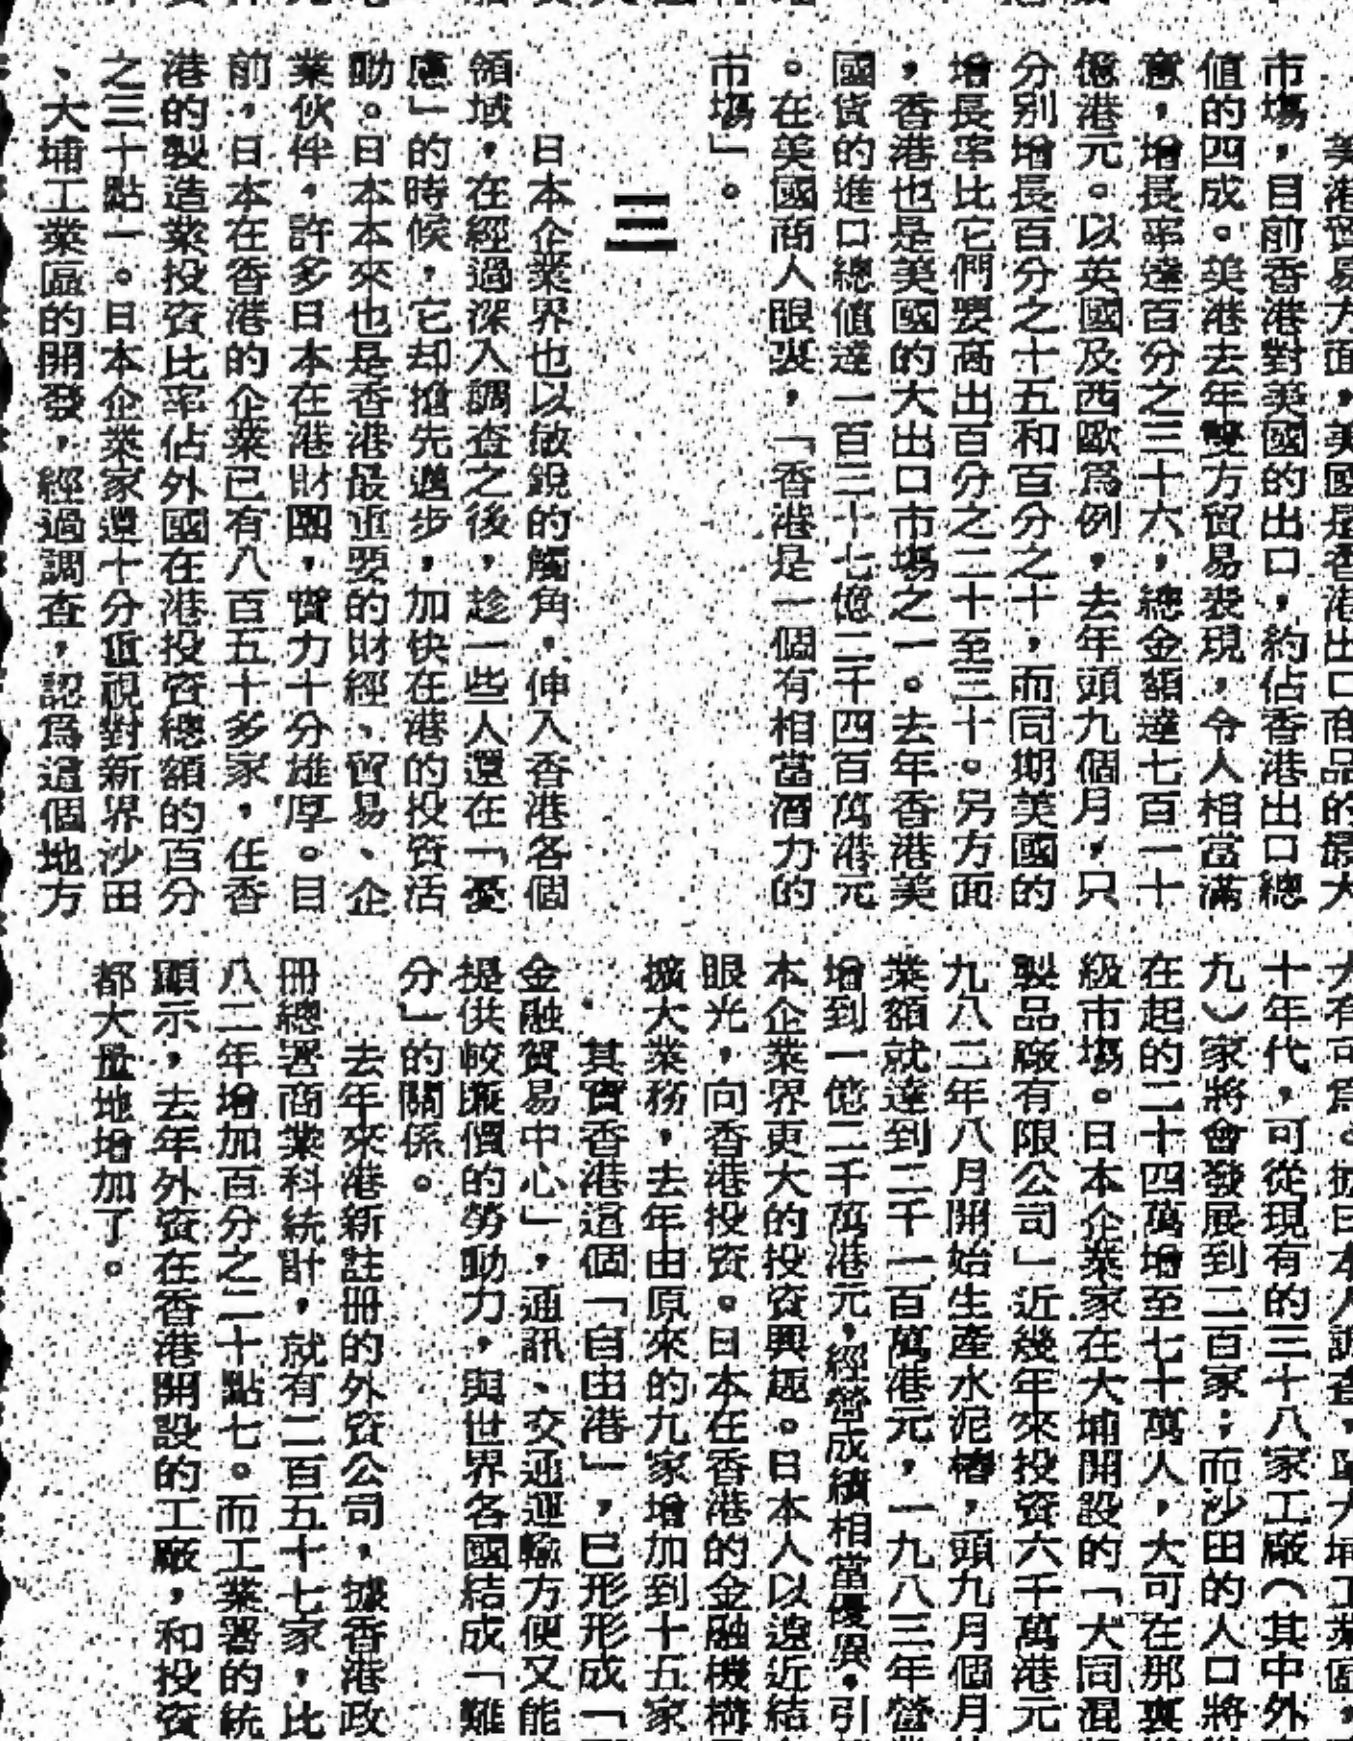 市場，目前香港對美國的出口，約佔香港出口總
值的四成。美港去年雙方貿易表現，令人相當滿
意，增長率達百分之三十六，總金額達七百一十
億港元。以英國及西歐爲例，去年頭九個月，只
分別增長百分之十五和百分之十，而同期美國的
增長率比它們要高出百分之二十至三十。另方面
，香港也是美國的大出口市場之一。去年香港美
國貨的進口總值達一百三十七億二千四百萬港元
。在美國商人眼裏，「香港是一個有相當潛力的
市場」。
三
日本企業界也以敏銳的觸角，伸入香港各個
領域，在經過深入調查之後，趁一些人還在「憂
慮」的時候，它却搶先邁步，加快在港的投資活
動。日本本來也是香港最重要的財經、貿易、企
業伙伴，許多日本在港財團，實力十分雄厚。目
前，日本在香港的企業已有八百五十多家，在香
港的製造業投資比率佔外國在港投資總額的百分
之三十點一。日本企業家還十分重視對新界沙田
、大埔工業區的開發，經過調查，認爲這個地方
大有可爲。據日本人調查，單大埔工業區，
十年代，可從現有的三十八家工廠（其中外
九）家將會發展到二百家；而沙田的人口將
在起的二十四萬增至七十萬人，大可在那裏
級市場。日本企業家在大埔開設的「大同混
製品廠有限公司」近幾年來投資六千萬港元
九八二年八月開始生產水泥樁，頭九月個月
業額就達到二千一百萬港元，一九八三年營
增到一億二千萬港元，經營成績相當優異，引
本企業界更大的投資興趣。日本人以遠近結
眼光，向香港投資。日本在香港的金融機構
擴大業務，去年由原來的九家增加到十五家
其實香港這個「自由港」，已形形成「
金融貿易中心」，通訊、交通運輸方便又能
提供較廉價的勞動力，與世界各國結成「難
分」的關係。
去年來港新註冊的外資公司，據香港政
冊總署商業科統計，就有二百五十七家，比
八二年增加百分之二十點七。而工業署的統
顯示，去年外資在香港開設的工廠，和投資
都大量地增加了。